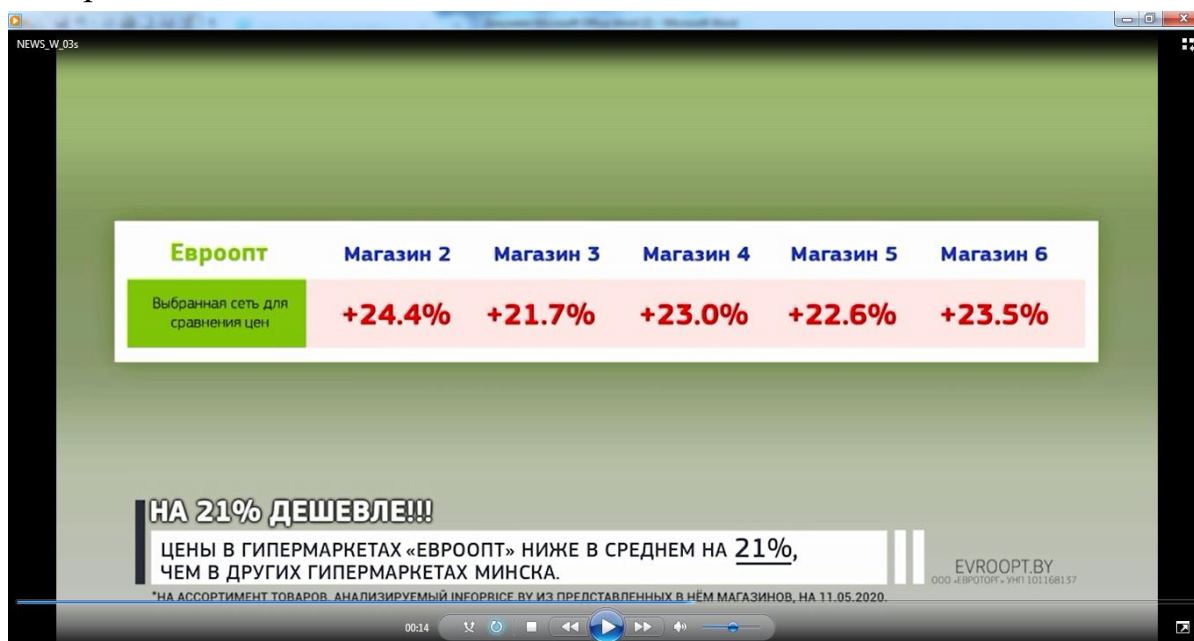 NEWS_W_03s
Евроопт Магазин 2 Магазин 3 Магазин 4 Магазин 5 Магазин 6
Выбранная сеть для
сравнения цен
+24.4% +21.7% +23.0% +22.6% +23.5%
НА 21% ДЕШЕВЛЕ!!!
ЦЕНЫ В ГИПЕРМАРКЕТАХ «ЕВРООПТ» НИЖЕ В СРЕДНЕМ НА 21%,
ЧЕМ В ДРУГИХ ГИПЕРМАРКЕТАХ МИНСКА.
EVROOPT.BY
ООО «ЕВРОТОРГ» УНП 101168137
*НА АССОРТИМЕНТ ТОВАРОВ, АНАЛИЗИРУЕМЫЙ INFOPRICE.BY ИЗ ПРЕДСТАВЛЕННЫХ В НЁМ МАГАЗИНОВ, НА 11.05.2020.
00:14